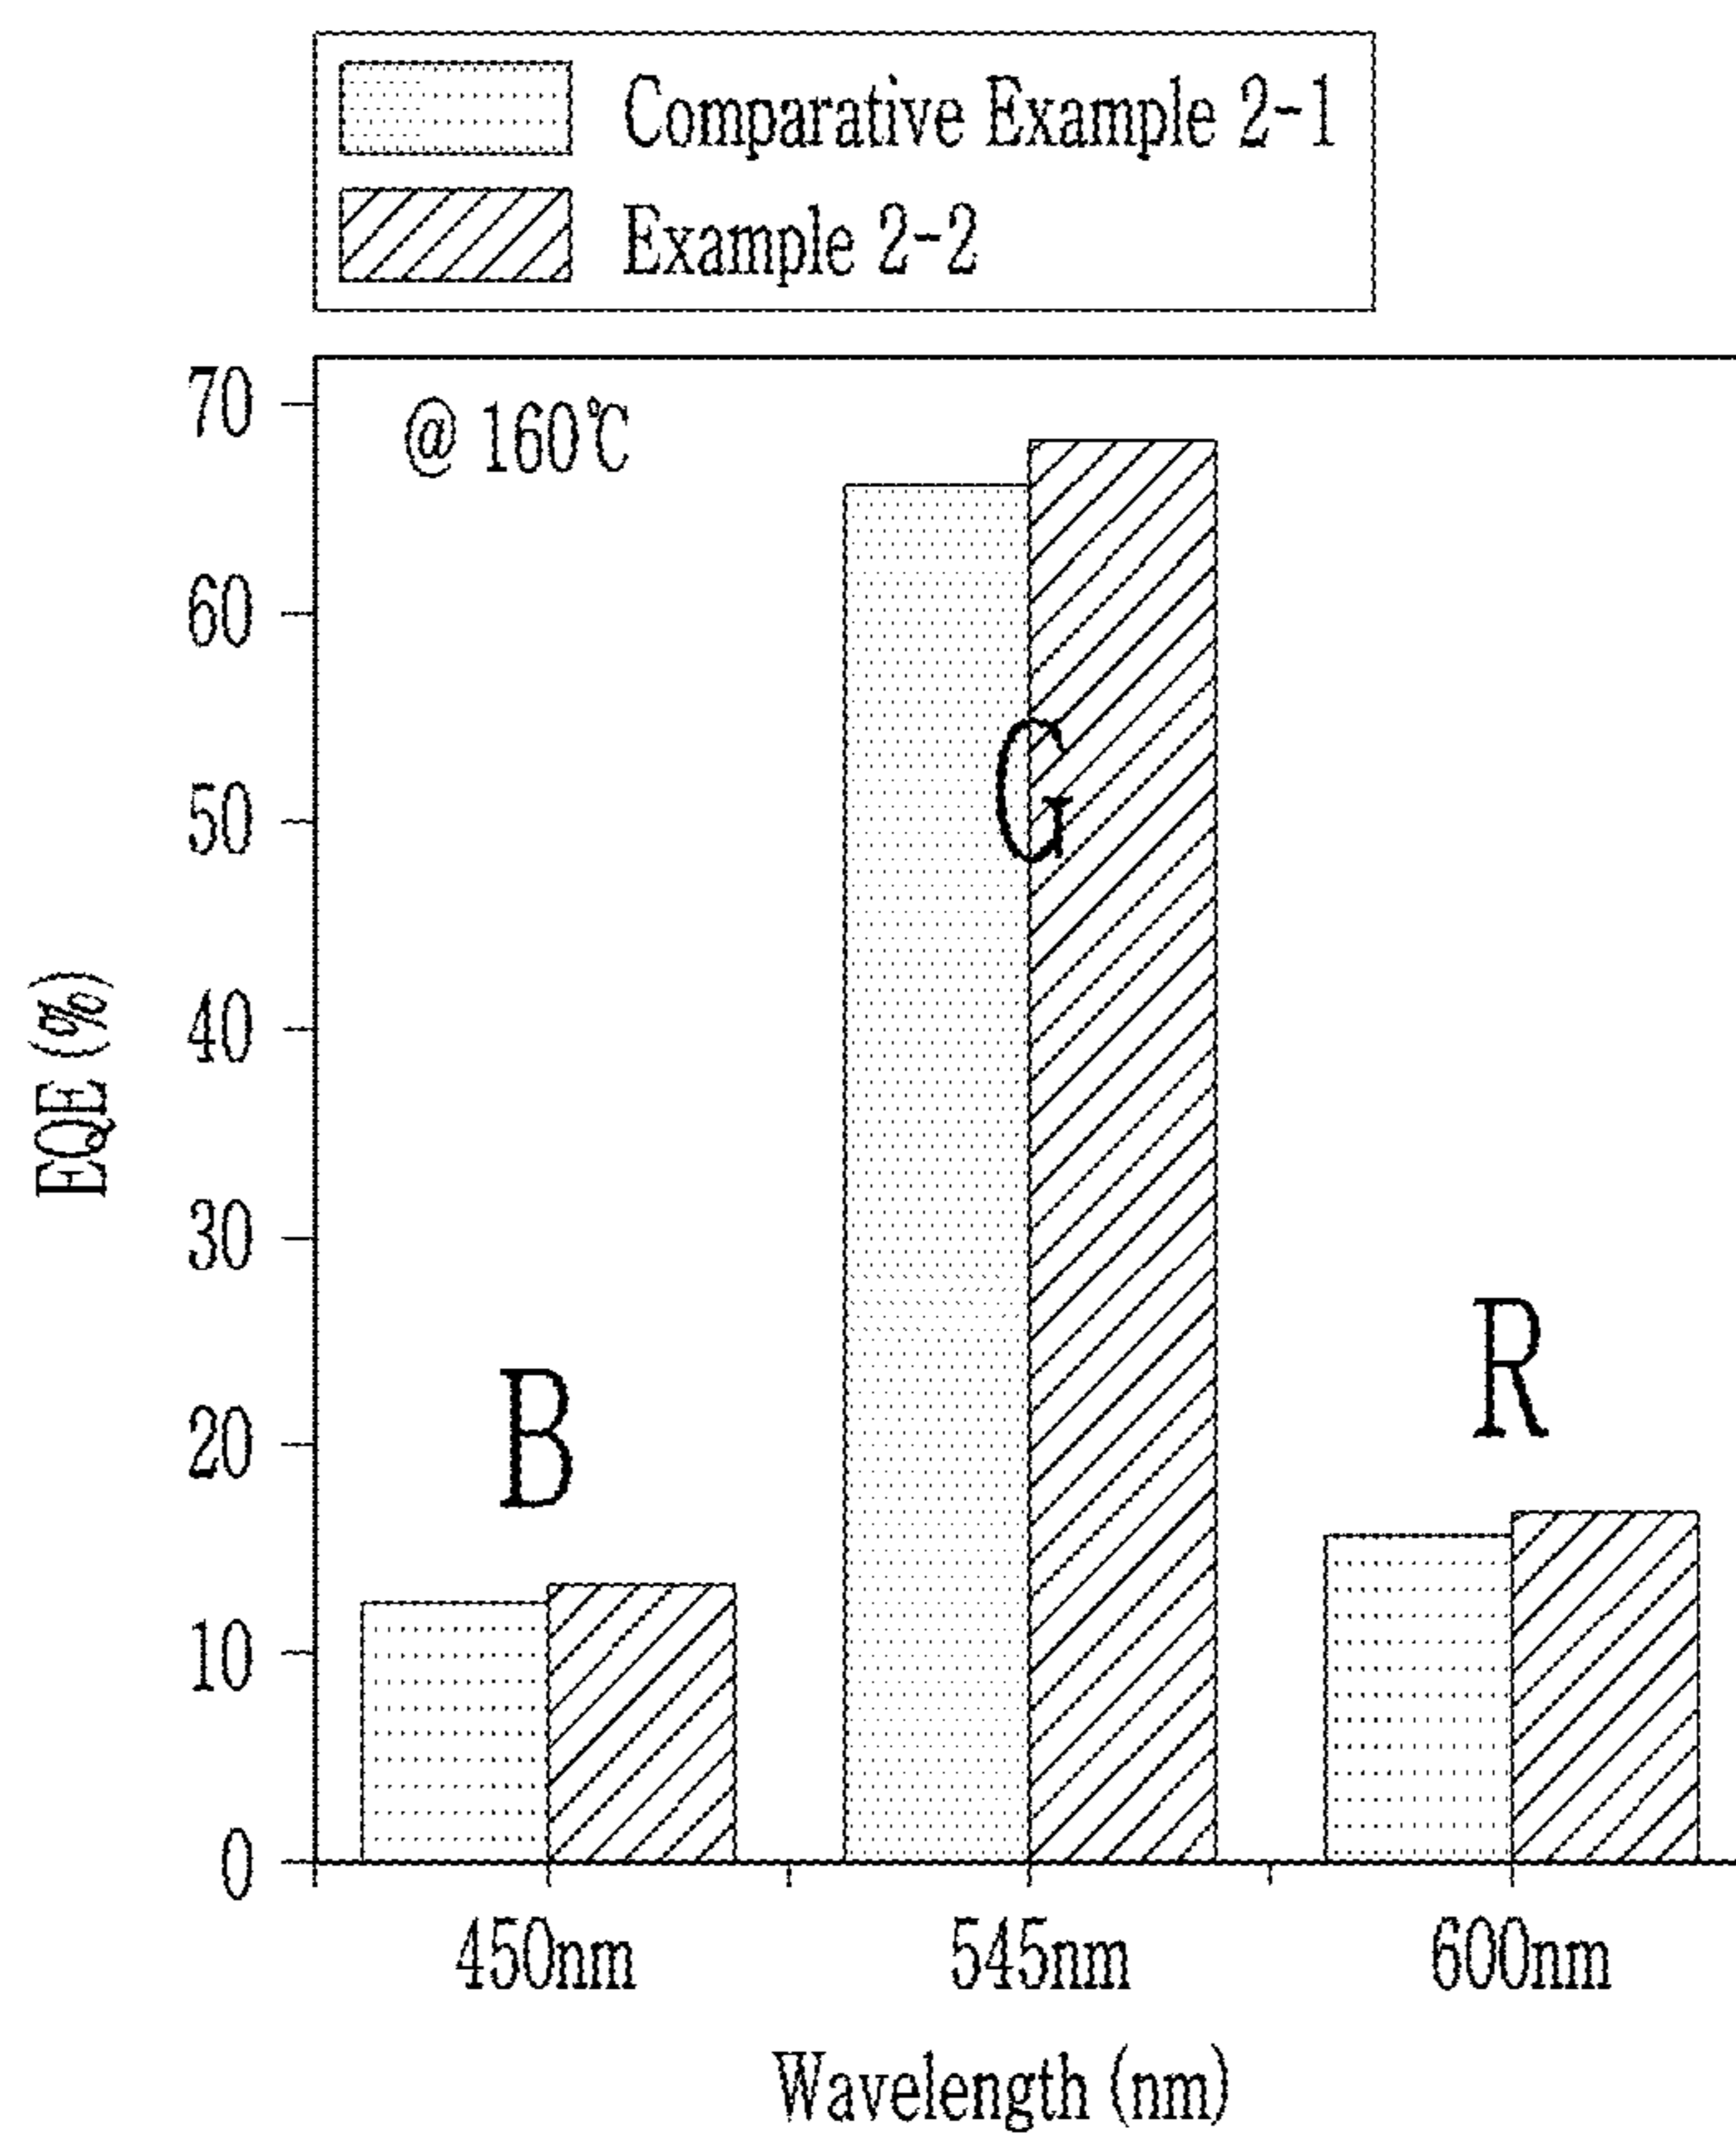 Comparative Example 2-1
Example 2-2
@ 160℃
70
60
50
40
30
20
10
0
EQE (%)
B
G
R
450nm
545nm
600nm
Wavelength (nm)